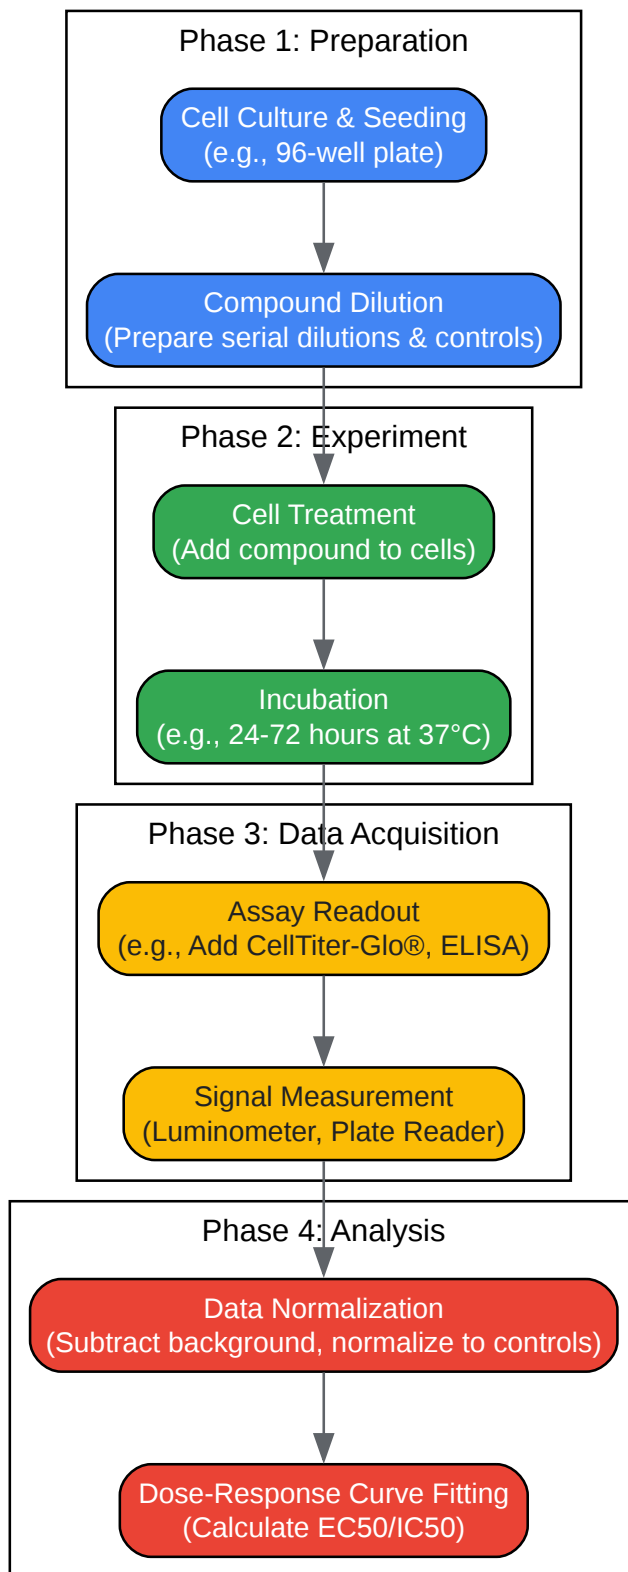 Phase 1: Preparation
Cell Culture & Seeding
(e.g., 96-well plate)
Compound Dilution
(Prepare serial dilutions & controls)
Phase 2: Experiment
Cell Treatment
(Add compound to cells)
Incubation
(e.g., 24-72 hours at 37°C)
Phase 3: Data Acquisition
Assay Readout
(e.g., Add CellTiter-Glo®, ELISA)
Signal Measurement
(Luminometer, Plate Reader)
Phase 4: Analysis
Data Normalization
(Subtract background, normalize to controls)
Dose-Response Curve Fitting
(Calculate EC50/IC50)